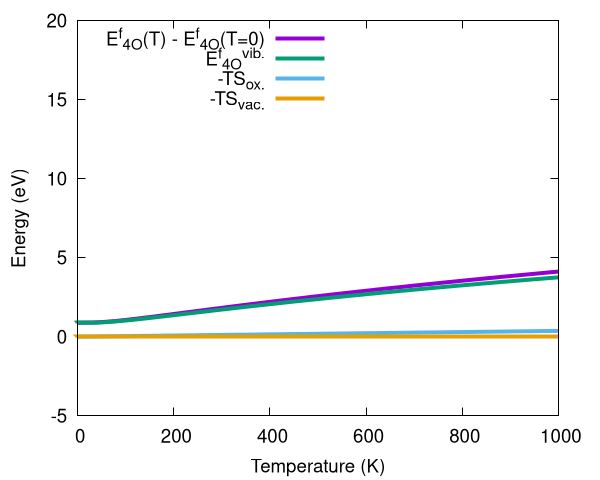 20
15
10
5
0
-5
0
200
400
600
800
1000
Energy (eV)
Temperature (K)
E^f_4O(T) - E^f_4O(T=0)
E^f_4O^vib.
-TS_ox.
-TS_vac.